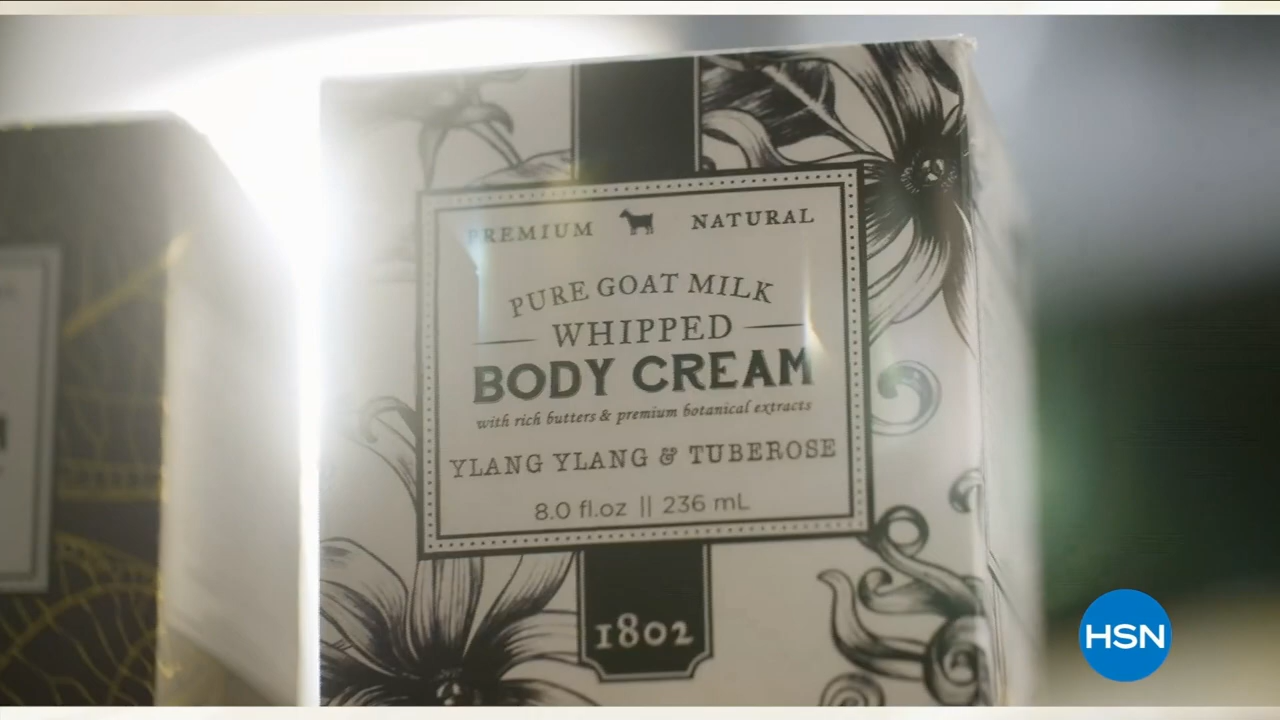 PREMIUM NATURAL
PURE GOAT MILK
WHIPPED
BODY CREAM
with rich butters & premium botanical extracts
YLANG YLANG & TUBEROSE
8.0 fl.oz || 236 mL
1802
HSN